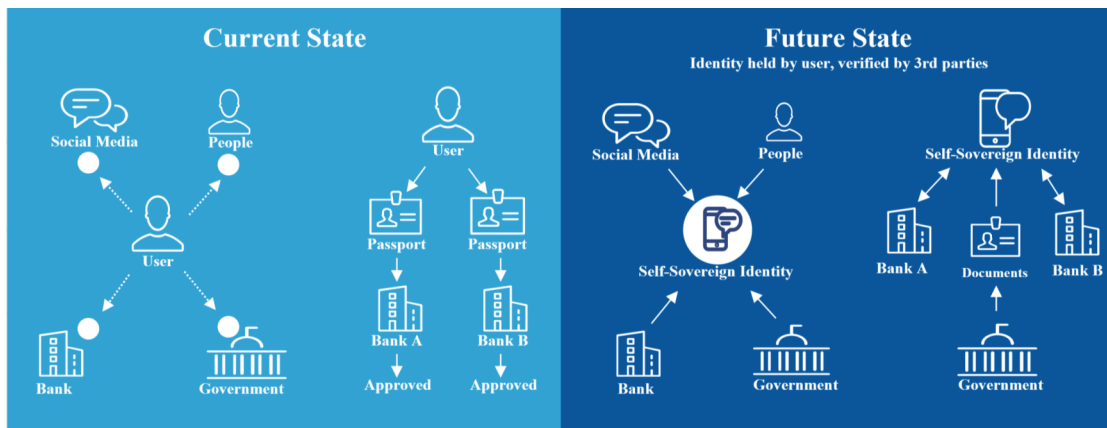 Current State
Social Media
People
User
Bank
Government
User
Passport
Passport
Bank A
Bank B
Approved
Approved
Future State
Identity held by user, verified by 3rd parties
Social Media
People
Self-Sovereign Identity
Bank
Government
Self-Sovereign Identity
Bank A
Documents
Bank B
Government